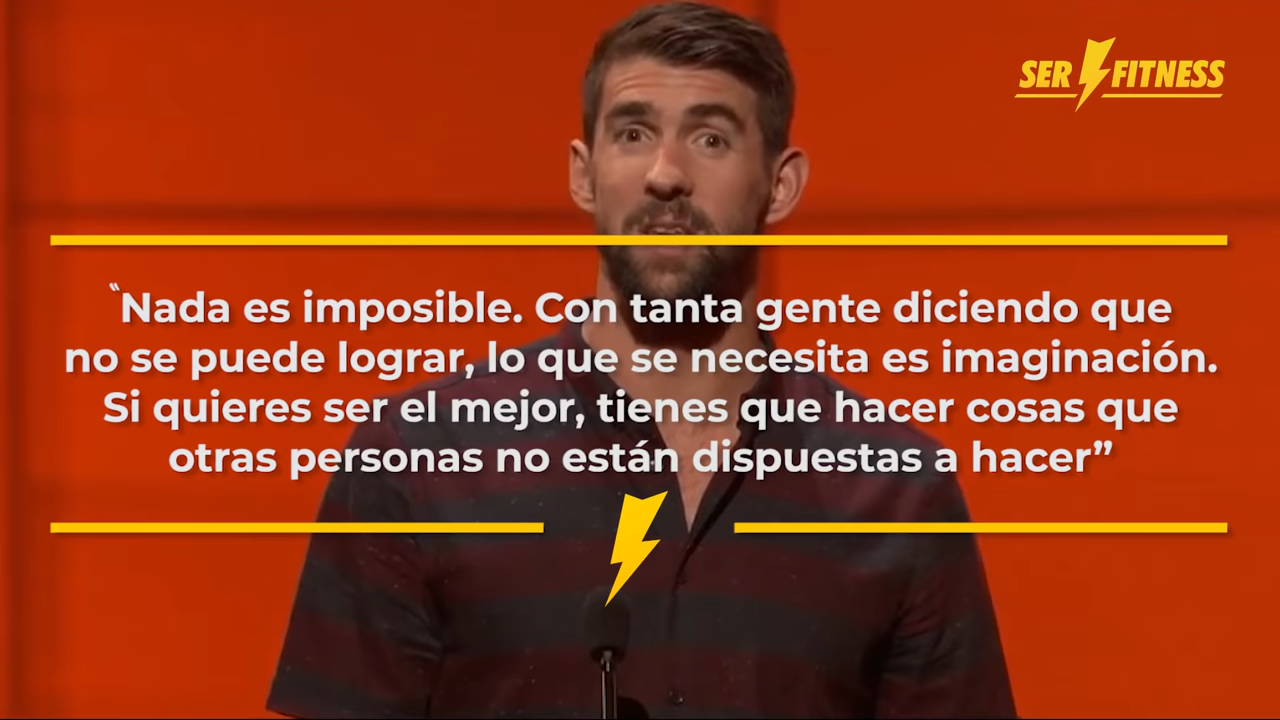 SER FITNESS
“Nada es imposible. Con tanta gente diciendo que
no se puede lograr, lo que se necesita es imaginación.
Si quieres ser el mejor, tienes que hacer cosas que
otras personas no están dispuestas a hacer”